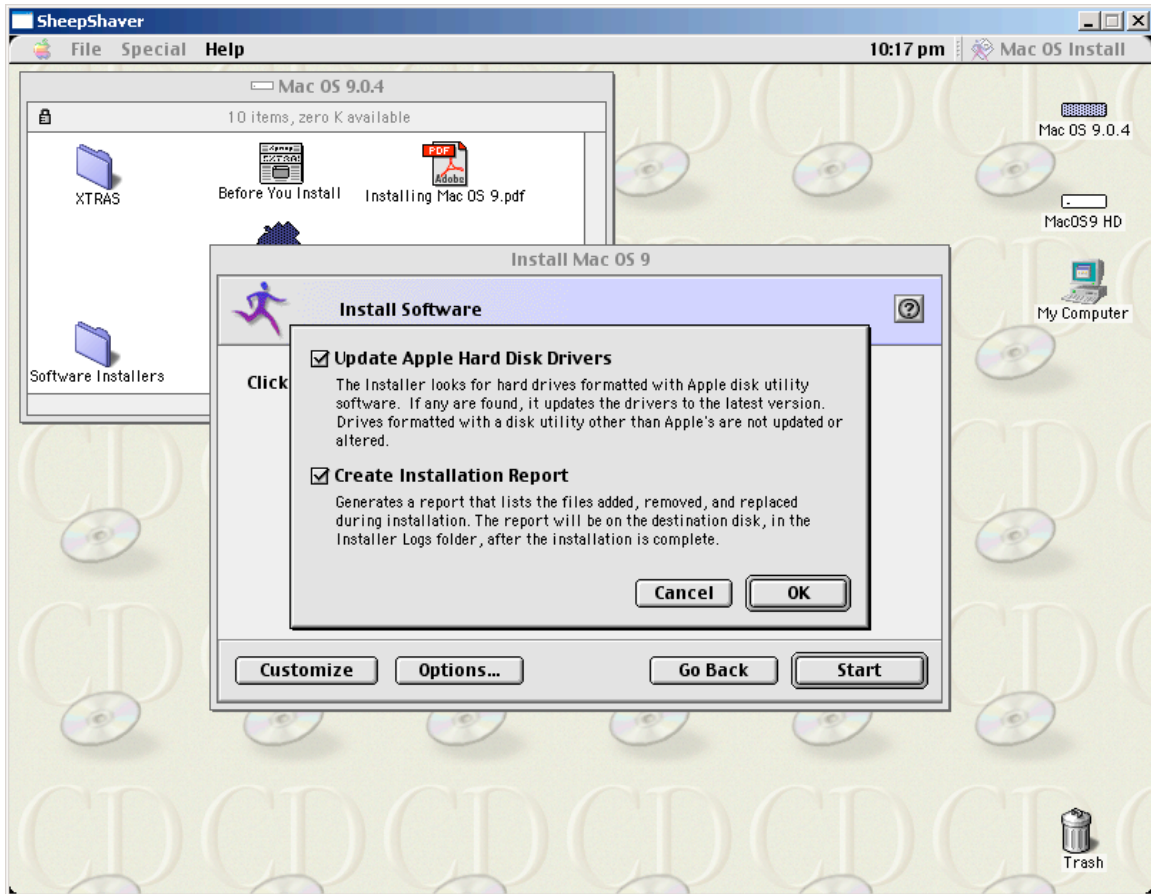 SheepShaver
File Special Help 10:17 pm Mac OS Install
Mac OS 9.0.4
10 items, zero K available
XTRAS
Before You Install
Installing Mac OS 9.pdf
Software Installers
Mac OS 9.0.4
MacOS9 HD
My Computer
Trash
Install Mac OS 9
Install Software
Click
Update Apple Hard Disk Drivers
The Installer looks for hard drives formatted with Apple disk utility
software. If any are found, it updates the drivers to the latest version.
Drives formatted with a disk utility other than Apple's are not updated or
altered.
Create Installation Report
Generates a report that lists the files added, removed, and replaced
during installation. The report will be on the destination disk, in the
Installer Logs folder, after the installation is complete.
Cancel OK
Customize Options... Go Back Start